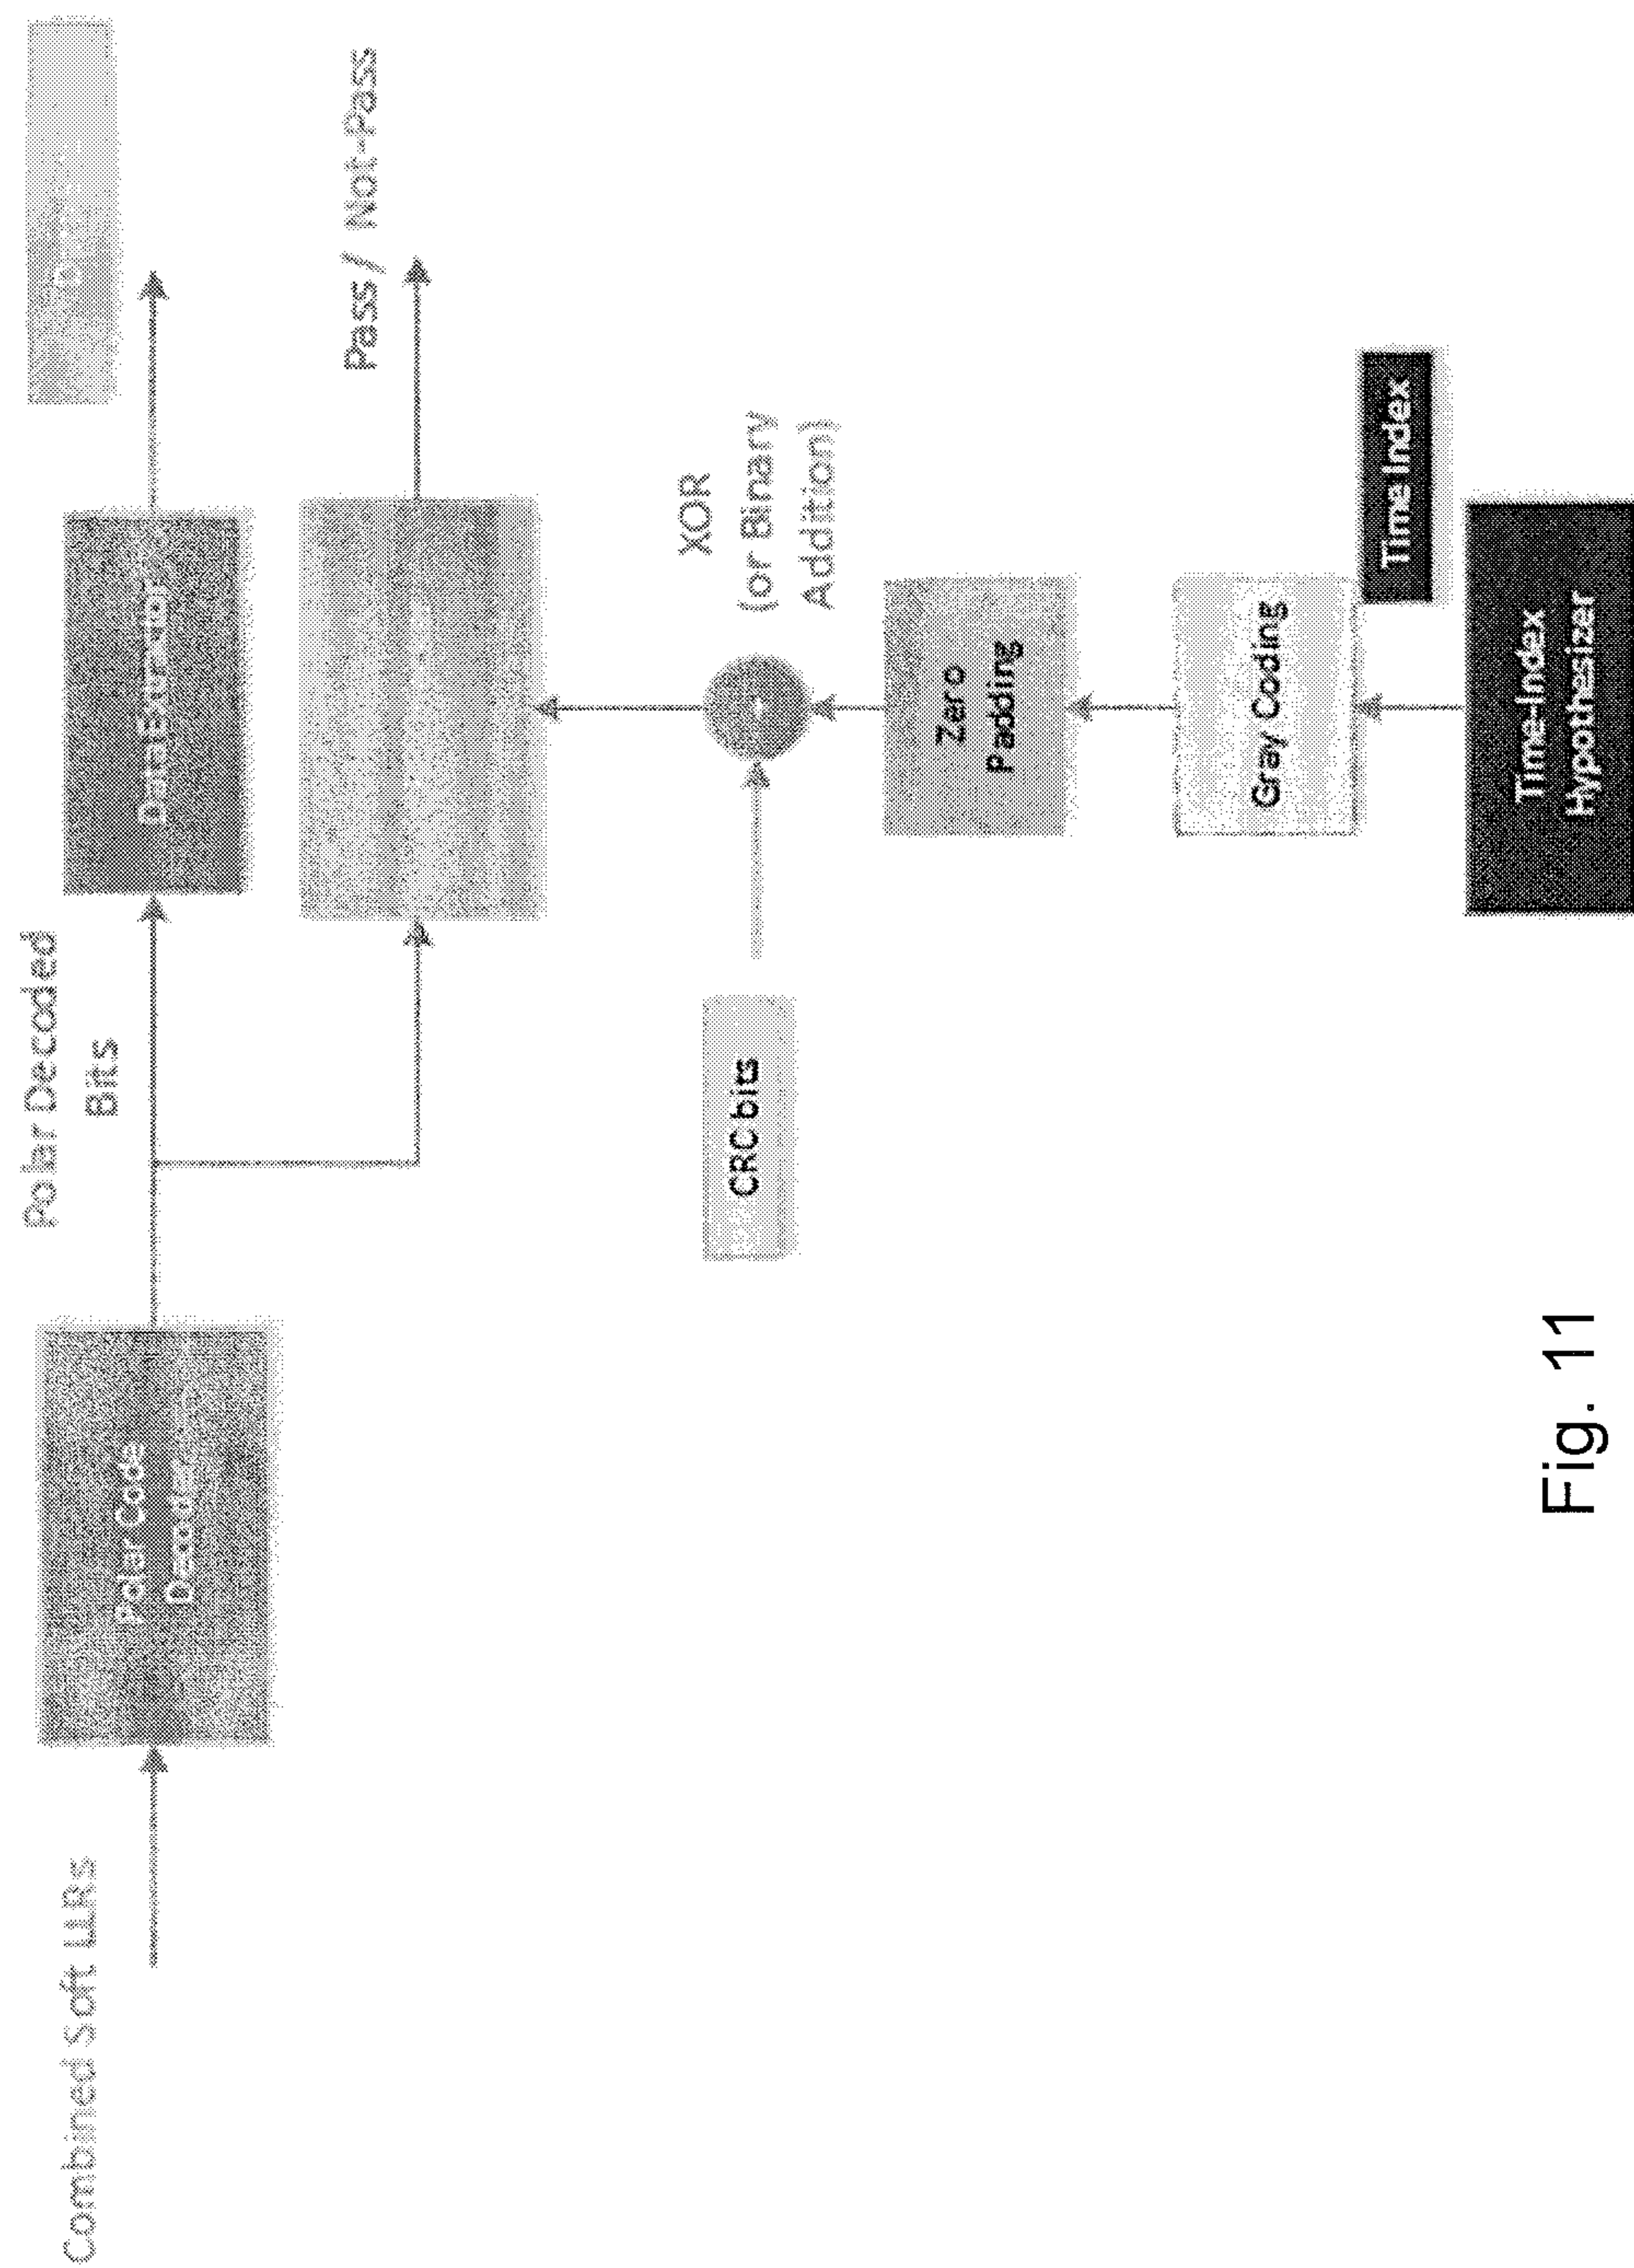 Combined Soft LLRs
Polar Code
Decoder
Polar Decoded
Bits
Data Extractor
Pass / Not-Pass
CRC bits
XOR
(or Binary
Addition)
Zero
Padding
Gray Coding
Time Index
Time-Index
Hypothesizer
Fig. 11